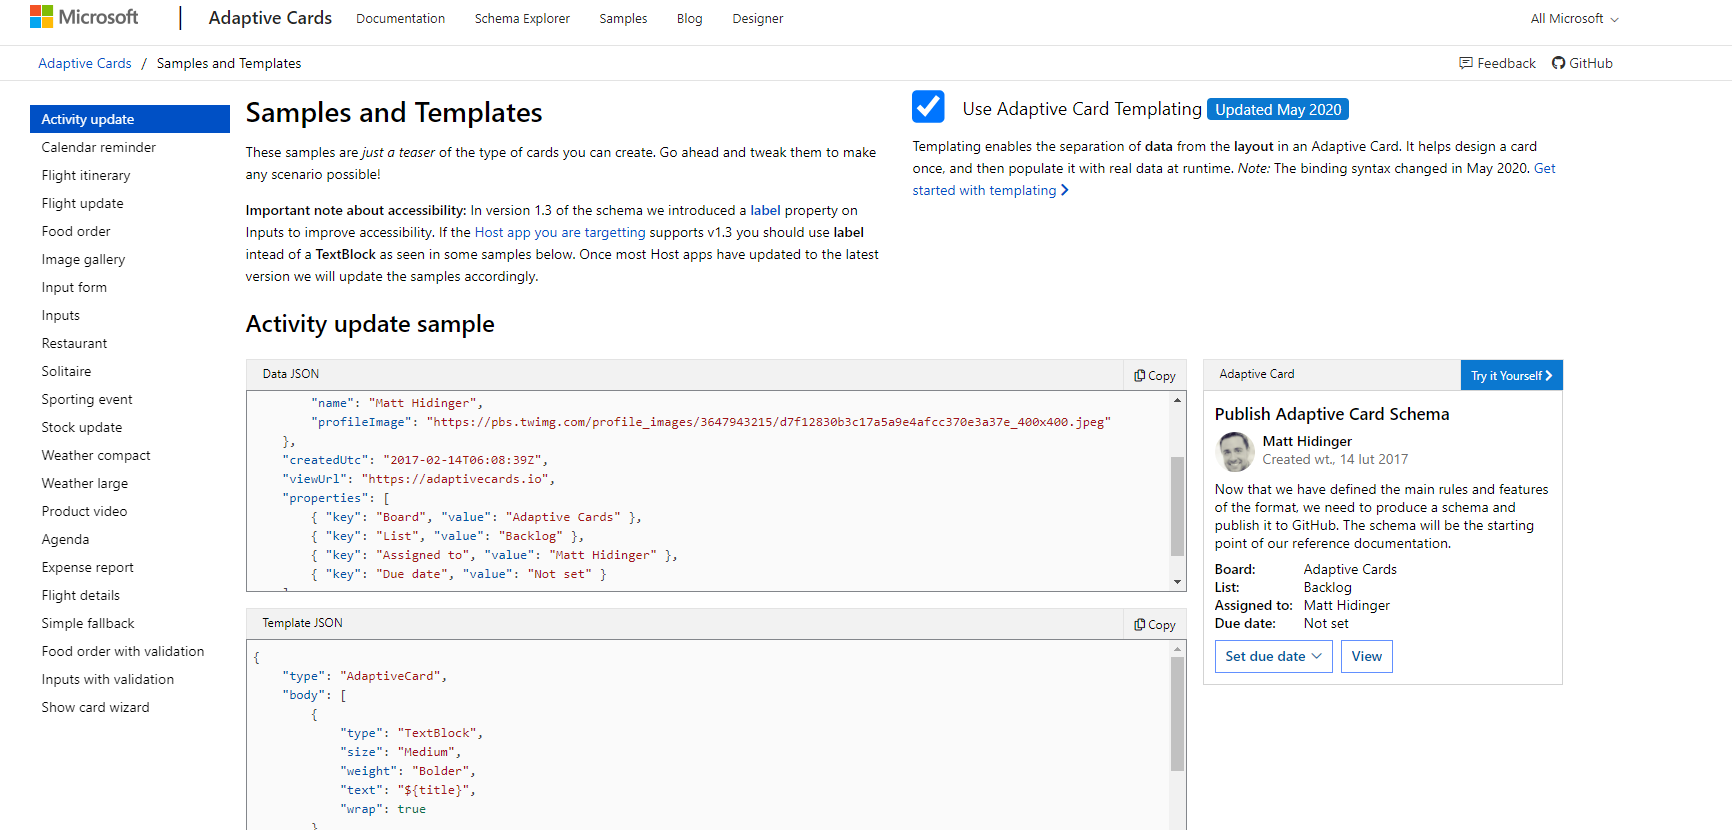 Microsoft
Adaptive Cards
Documentation
Schema Explorer
Samples
Blog
Designer
All Microsoft
Adaptive Cards / Samples and Templates
Feedback
GitHub
Activity update
Calendar reminder
Flight itinerary
Flight update
Food order
Image gallery
Input form
Inputs
Restaurant
Solitaire
Sporting event
Stock update
Weather compact
Weather large
Product video
Agenda
Expense report
Flight details
Simple fallback
Food order with validation
Inputs with validation
Show card wizard
Samples and Templates
These samples are just a teaser of the type of cards you can create. Go ahead and tweak them to make
any scenario possible!
Important note about accessibility: In version 1.3 of the schema we introduced a label property on
Inputs to improve accessibility. If the Host app you are targetting supports v1.3 you should use label
intead of a TextBlock as seen in some samples below. Once most Host apps have updated to the latest
version we will update the samples accordingly.
Use Adaptive Card Templating Updated May 2020
Templating enables the separation of data from the layout in an Adaptive Card. It helps design a card
once, and then populate it with real data at runtime. Note: The binding syntax changed in May 2020. Get
started with templating
Activity update sample
Data JSON
Copy
"name": "Matt Hidinger",
"profileImage": "https://pbs.twimg.com/profile_images/3647943215/d7f12830b3c17a5a9e4afcc370e3a37e_400x400.jpeg"
},
"createdUtc": "2017-02-14T06:08:39Z",
"viewUrl": "https://adaptivecards.io",
"properties": [
{ "key": "Board", "value": "Adaptive Cards" },
{ "key": "List", "value": "Backlog" },
{ "key": "Assigned to", "value": "Matt Hidinger" },
{ "key": "Due date", "value": "Not set" }
Template JSON
Copy
{
"type": "AdaptiveCard",
"body": [
{
"type": "TextBlock",
"size": "Medium",
"weight": "Bolder",
"text": "${title}",
"wrap": true
}
Adaptive Card
Try it Yourself
Publish Adaptive Card Schema
Matt Hidinger
Created wt., 14 lut 2017
Now that we have defined the main rules and features
of the format, we need to produce a schema and
publish it to GitHub. The schema will be the starting
point of our reference documentation.
Board: Adaptive Cards
List: Backlog
Assigned to: Matt Hidinger
Due date: Not set
Set due date
View